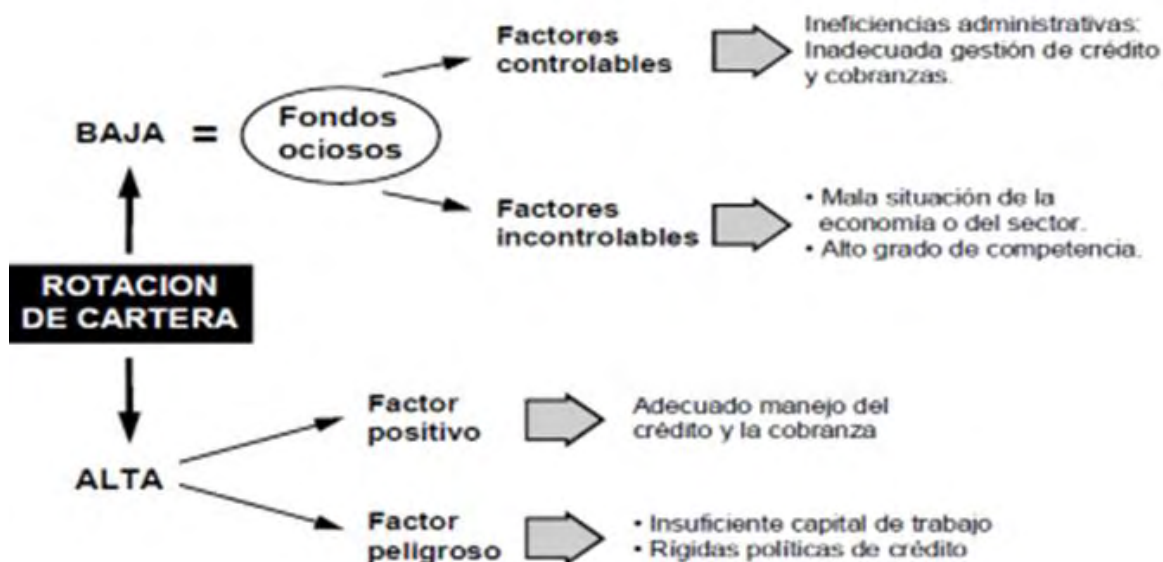 Factores
controlables
Ineficiencias administrativas:
Inadecuada gestión de crédito
y cobranzas.
BAJA =
Fondos
ociosos
Factores
incontrolables
• Mala situación de la
economía o del sector.
• Alto grado de competencia.
ROTACION
DE CARTERA
Factor
positivo
Adecuado manejo del
crédito y la cobranza
ALTA
Factor
peligroso
• Insuficiente capital de trabajo
• Rígidas políticas de crédito